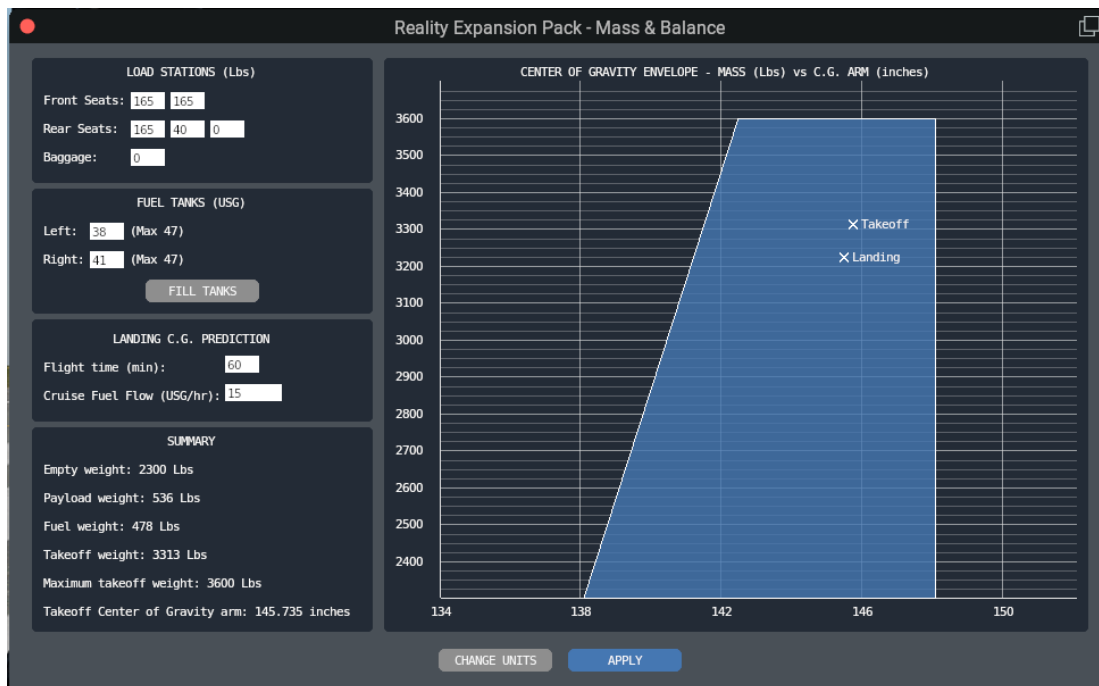 Reality Expansion Pack - Mass & Balance
LOAD STATIONS (Lbs)
Front Seats: 165 165
Rear Seats: 165 40 0
Baggage: 0
FUEL TANKS (USG)
Left: 38 (Max 47)
Right: 41 (Max 47)
FILL TANKS
LANDING C.G. PREDICTION
Flight time (min): 60
Cruise Fuel Flow (USG/hr): 15
SUMMARY
Empty weight: 2300 Lbs
Payload weight: 536 Lbs
Fuel weight: 478 Lbs
Takeoff weight: 3313 Lbs
Maximum takeoff weight: 3600 Lbs
Takeoff Center of Gravity arm: 145.735 inches
CENTER OF GRAVITY ENVELOPE - MASS (Lbs) vs C.G. ARM (inches)
3600
3500
3400
3300
3200
3100
3000
2900
2800
2700
2600
2500
2400
Takeoff
Landing
134 138 142 146 150
CHANGE UNITS
APPLY